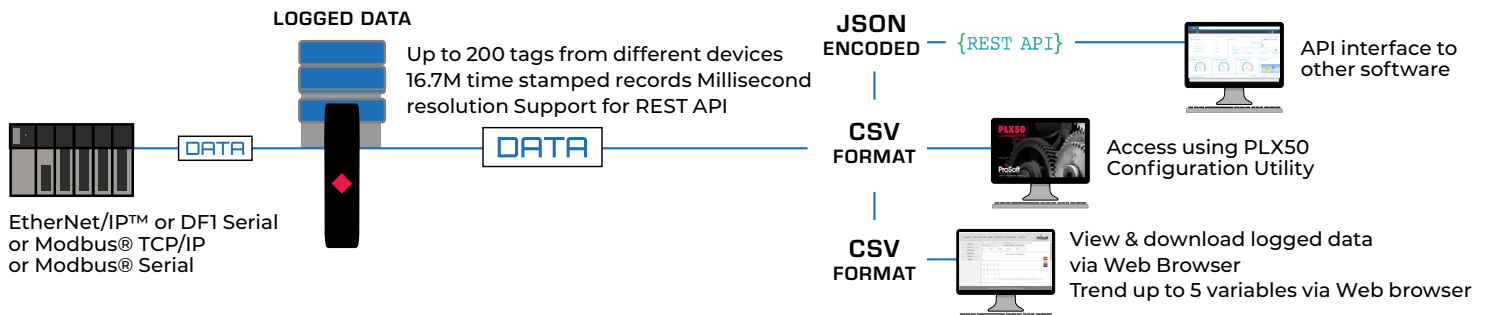 LOGGED DATA
Up to 200 tags from different devices
16.7M time stamped records Millisecond
resolution Support for REST API
DATA
DATA
EtherNet/IP™ or DF1 Serial
or Modbus® TCP/IP
or Modbus® Serial
JSON
ENCODED
{REST API}
API interface to
other software
CSV
FORMAT
PLX50
ProSoft
Access using PLX50
Configuration Utility
CSV
FORMAT
ProSoft
View & download logged data
via Web Browser
Trend up to 5 variables via Web browser